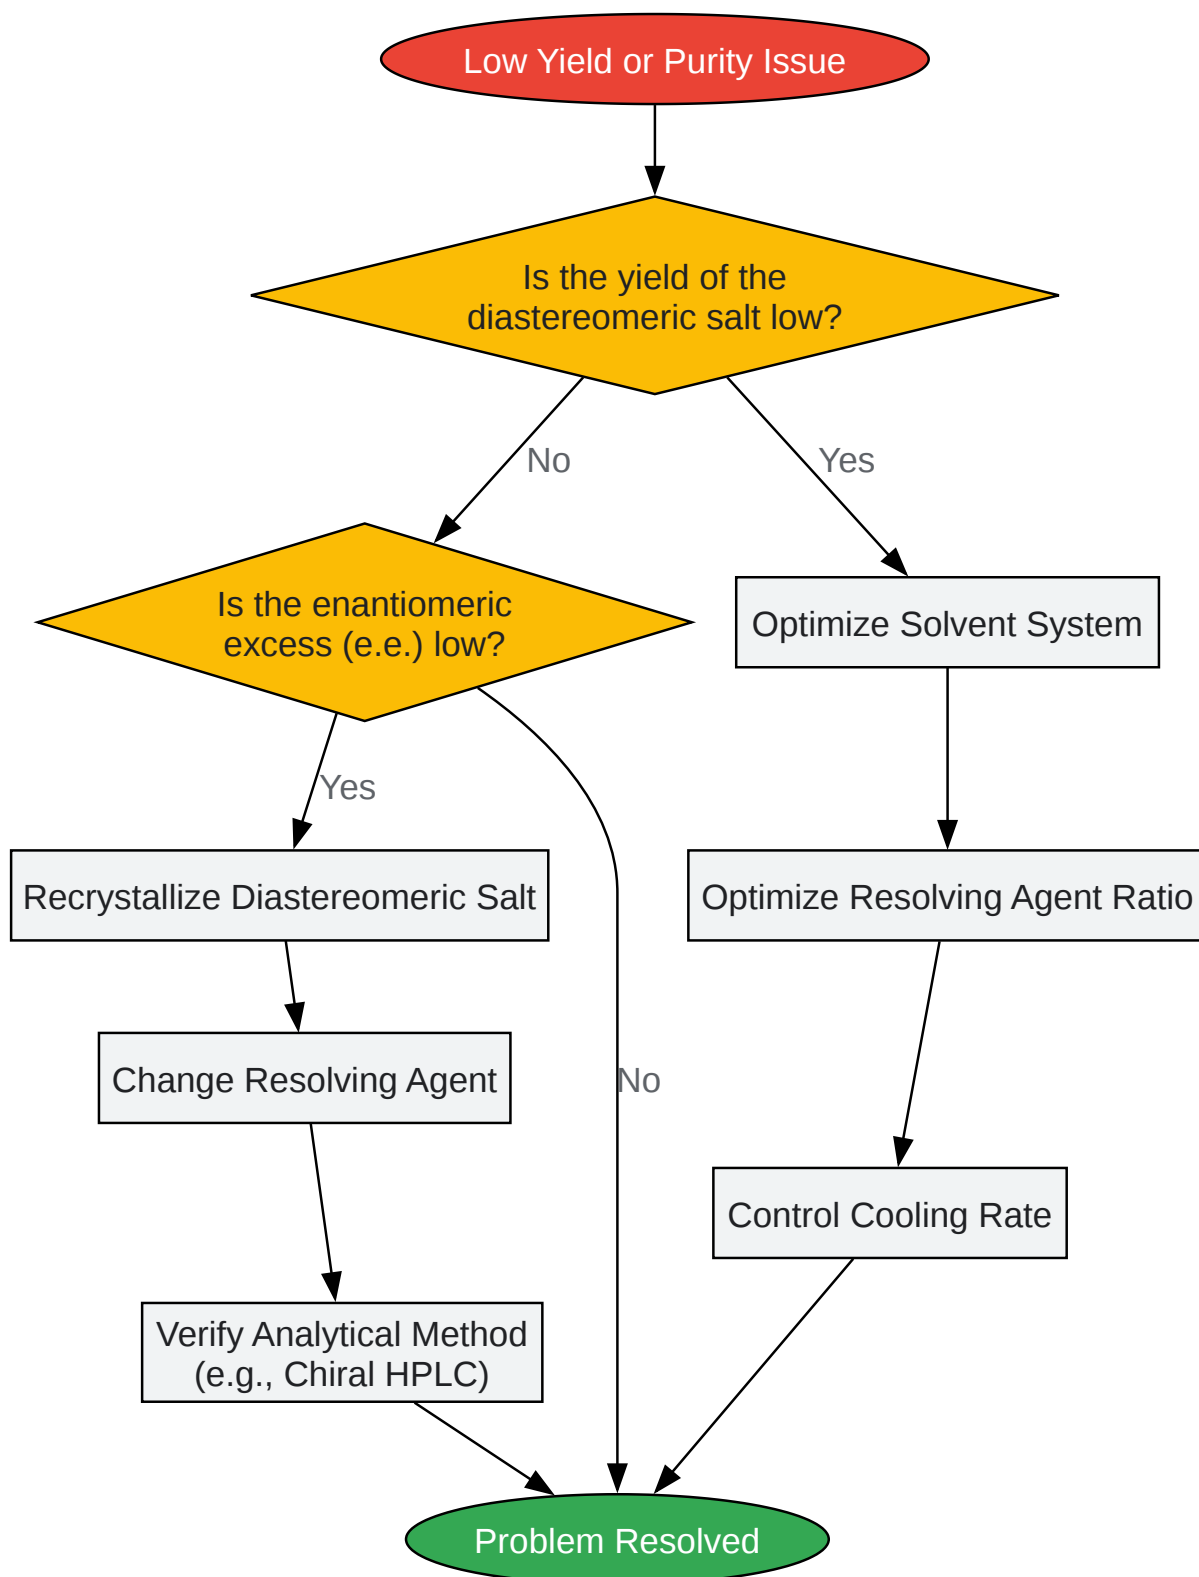 Low Yield or Purity Issue
Is the yield of the
diastereomeric salt low?
No
Yes
Is the enantiomeric
excess (e.e.) low?
Optimize Solvent System
Yes
Recrystallize Diastereomeric Salt
Optimize Resolving Agent Ratio
Change Resolving Agent
No
Control Cooling Rate
Verify Analytical Method
(e.g., Chiral HPLC)
Problem Resolved